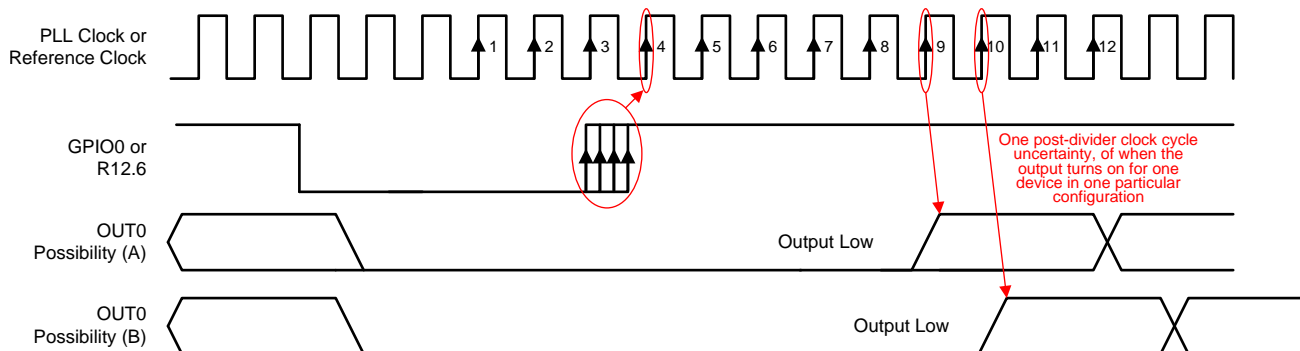 PLL Clock or
Reference Clock
1 2 3 4 5 6 7 8 9 10 11 12
GPIO0 or
R12.6
One post-divider clock cycle
uncertainty, of when the
output turns on for one
device in one particular
configuration
OUT0
Possibility (A)
Output Low
OUT0
Possibility (B)
Output Low